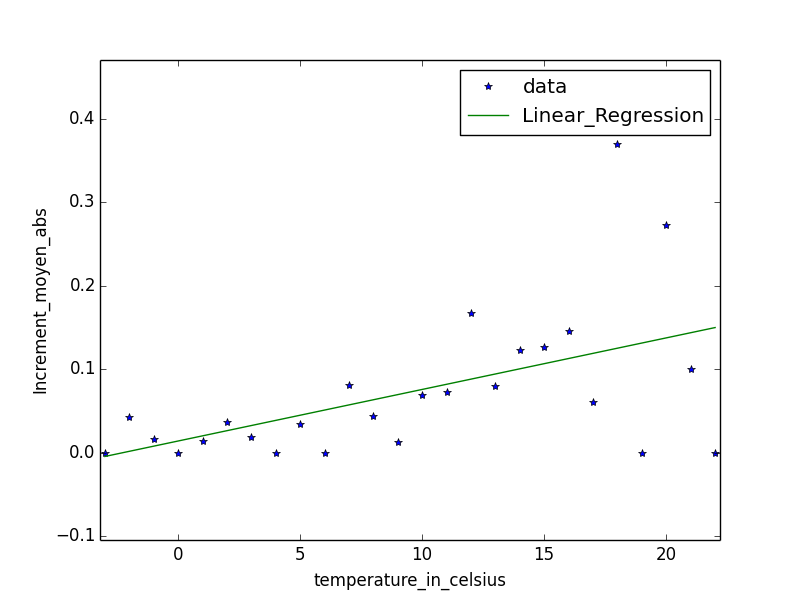 data
Linear_Regression
0.4
0.3
0.2
0.1
0.0
−0.1
Increment_moyen_abs
0 5 10 15 20
temperature_in_celsius